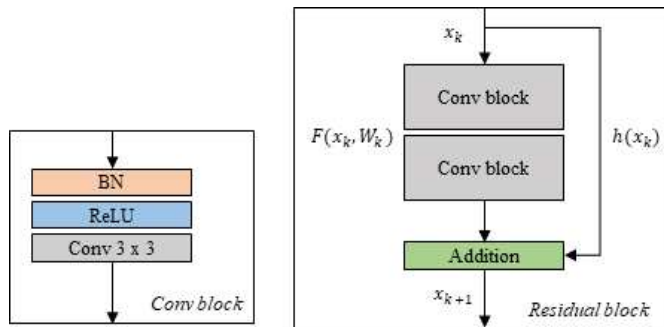 BN
ReLU
Conv 3 x 3
Conv block
x_k
Conv block
F(x_k, W_k)
h(x_k)
Conv block
Addition
x_{k+1}
Residual block